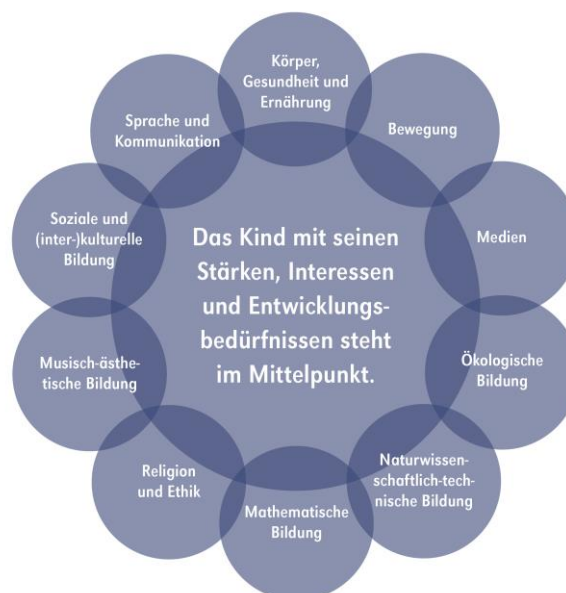 Körper,
Gesundheit und
Ernährung
Bewegung
Medien
Ökologische
Bildung
Naturwissen-
schaftlich-tech-
nische Bildung
Mathematische
Bildung
Religion
und Ethik
Musisch-ästhe-
tische Bildung
Soziale und
(inter-)kulturelle
Bildung
Sprache und
Kommunikation
Das Kind mit seinen
Stärken, Interessen
und Entwicklungs-
bedürfnissen steht
im Mittelpunkt.